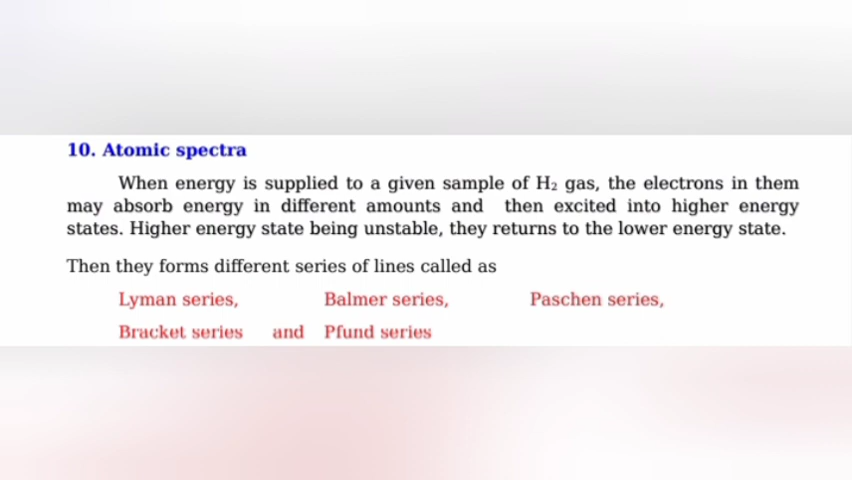 10. Atomic spectra
When energy is supplied to a given sample of H₂ gas, the electrons in them
may absorb energy in different amounts and then excited into higher energy
states. Higher energy state being unstable, they returns to the lower energy state.
Then they forms different series of lines called as
Lyman series, Balmer series, Paschen series,
Bracket series and Pfund series